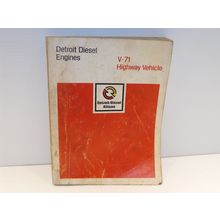 Detroit Diesel
Engines
V-71
Highway Vehicle
Detroit Diesel
Allison